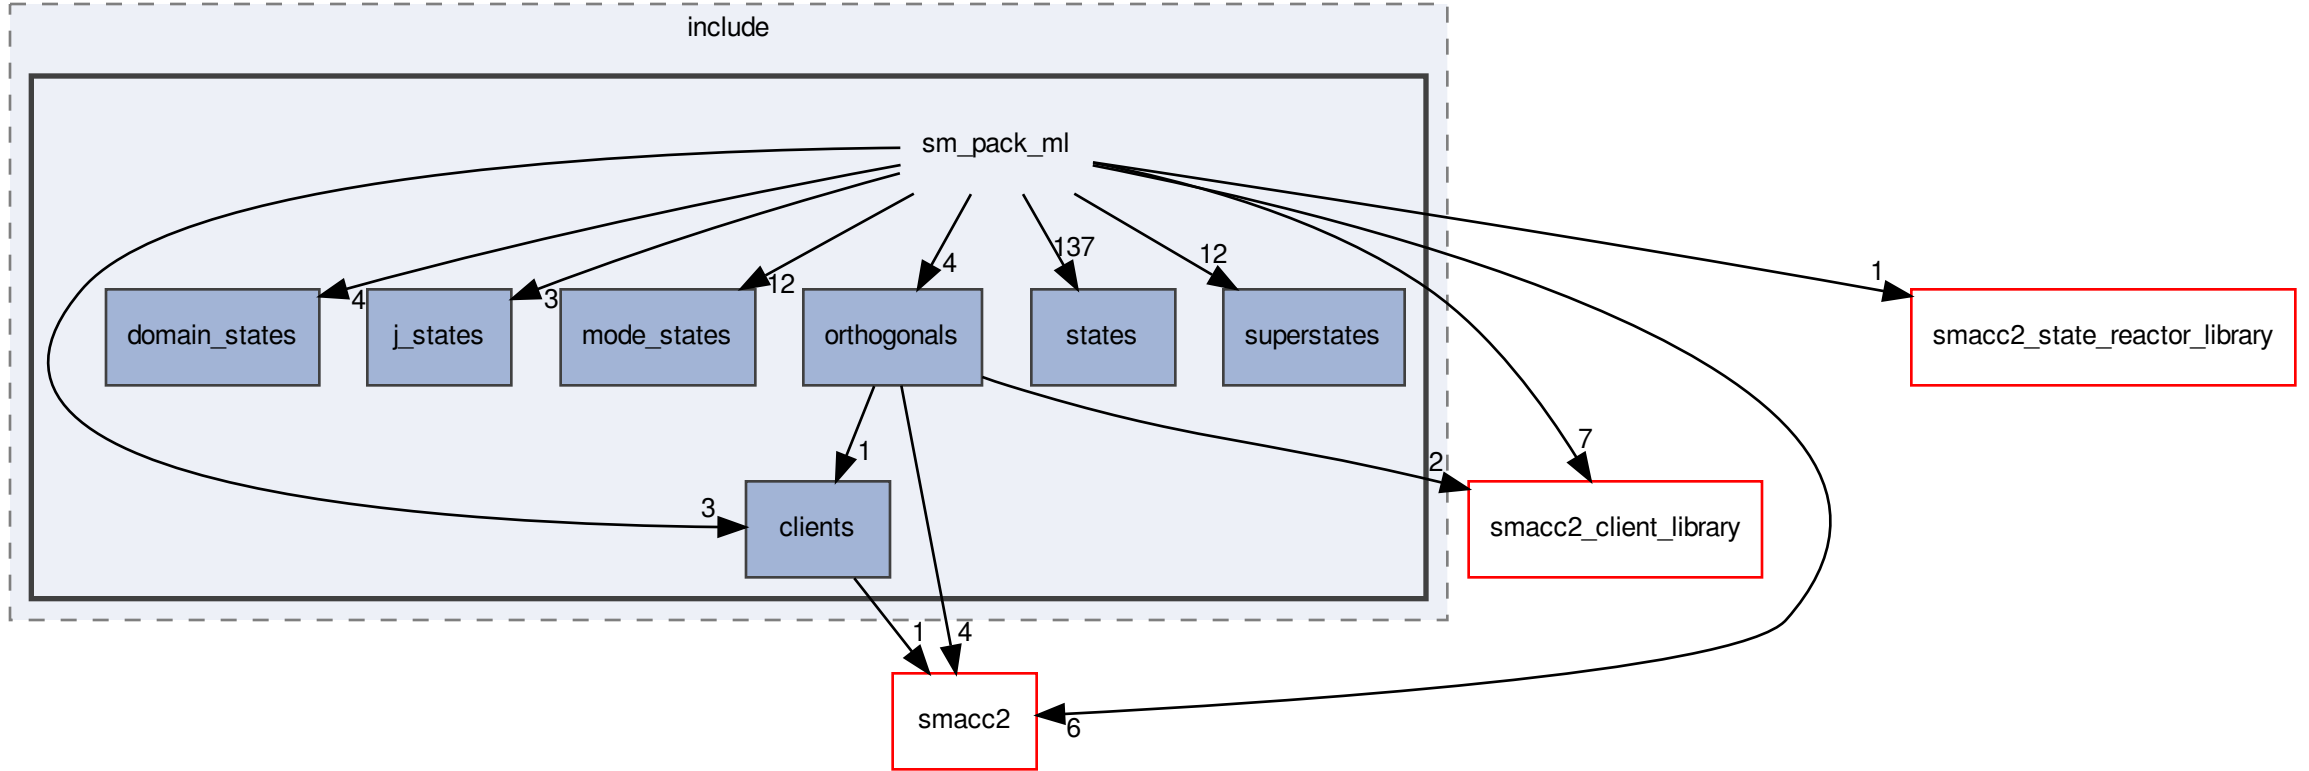 include
sm_pack_ml
137
12
4
12
1
4
3
domain_states
j_states
mode_states
orthogonals
states
superstates
smacc2_state_reactor_library
1
7
2
3
clients
smacc2_client_library
1
4
smacc2
6